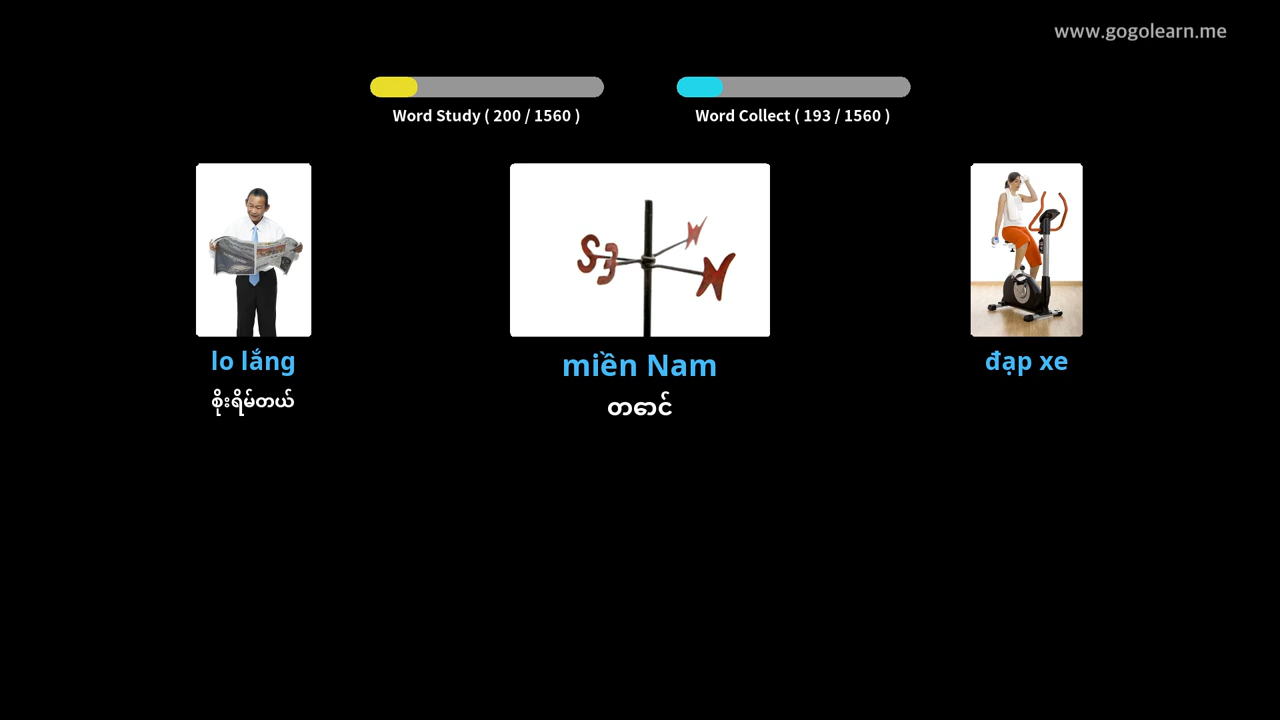 www.gogolearn.me
Word Study ( 200 / 1560 )
Word Collect ( 193 / 1560 )
S
E
N
W
lo lắng
စိုးရိမ်တယ်
miền Nam
တောင်
đạp xe